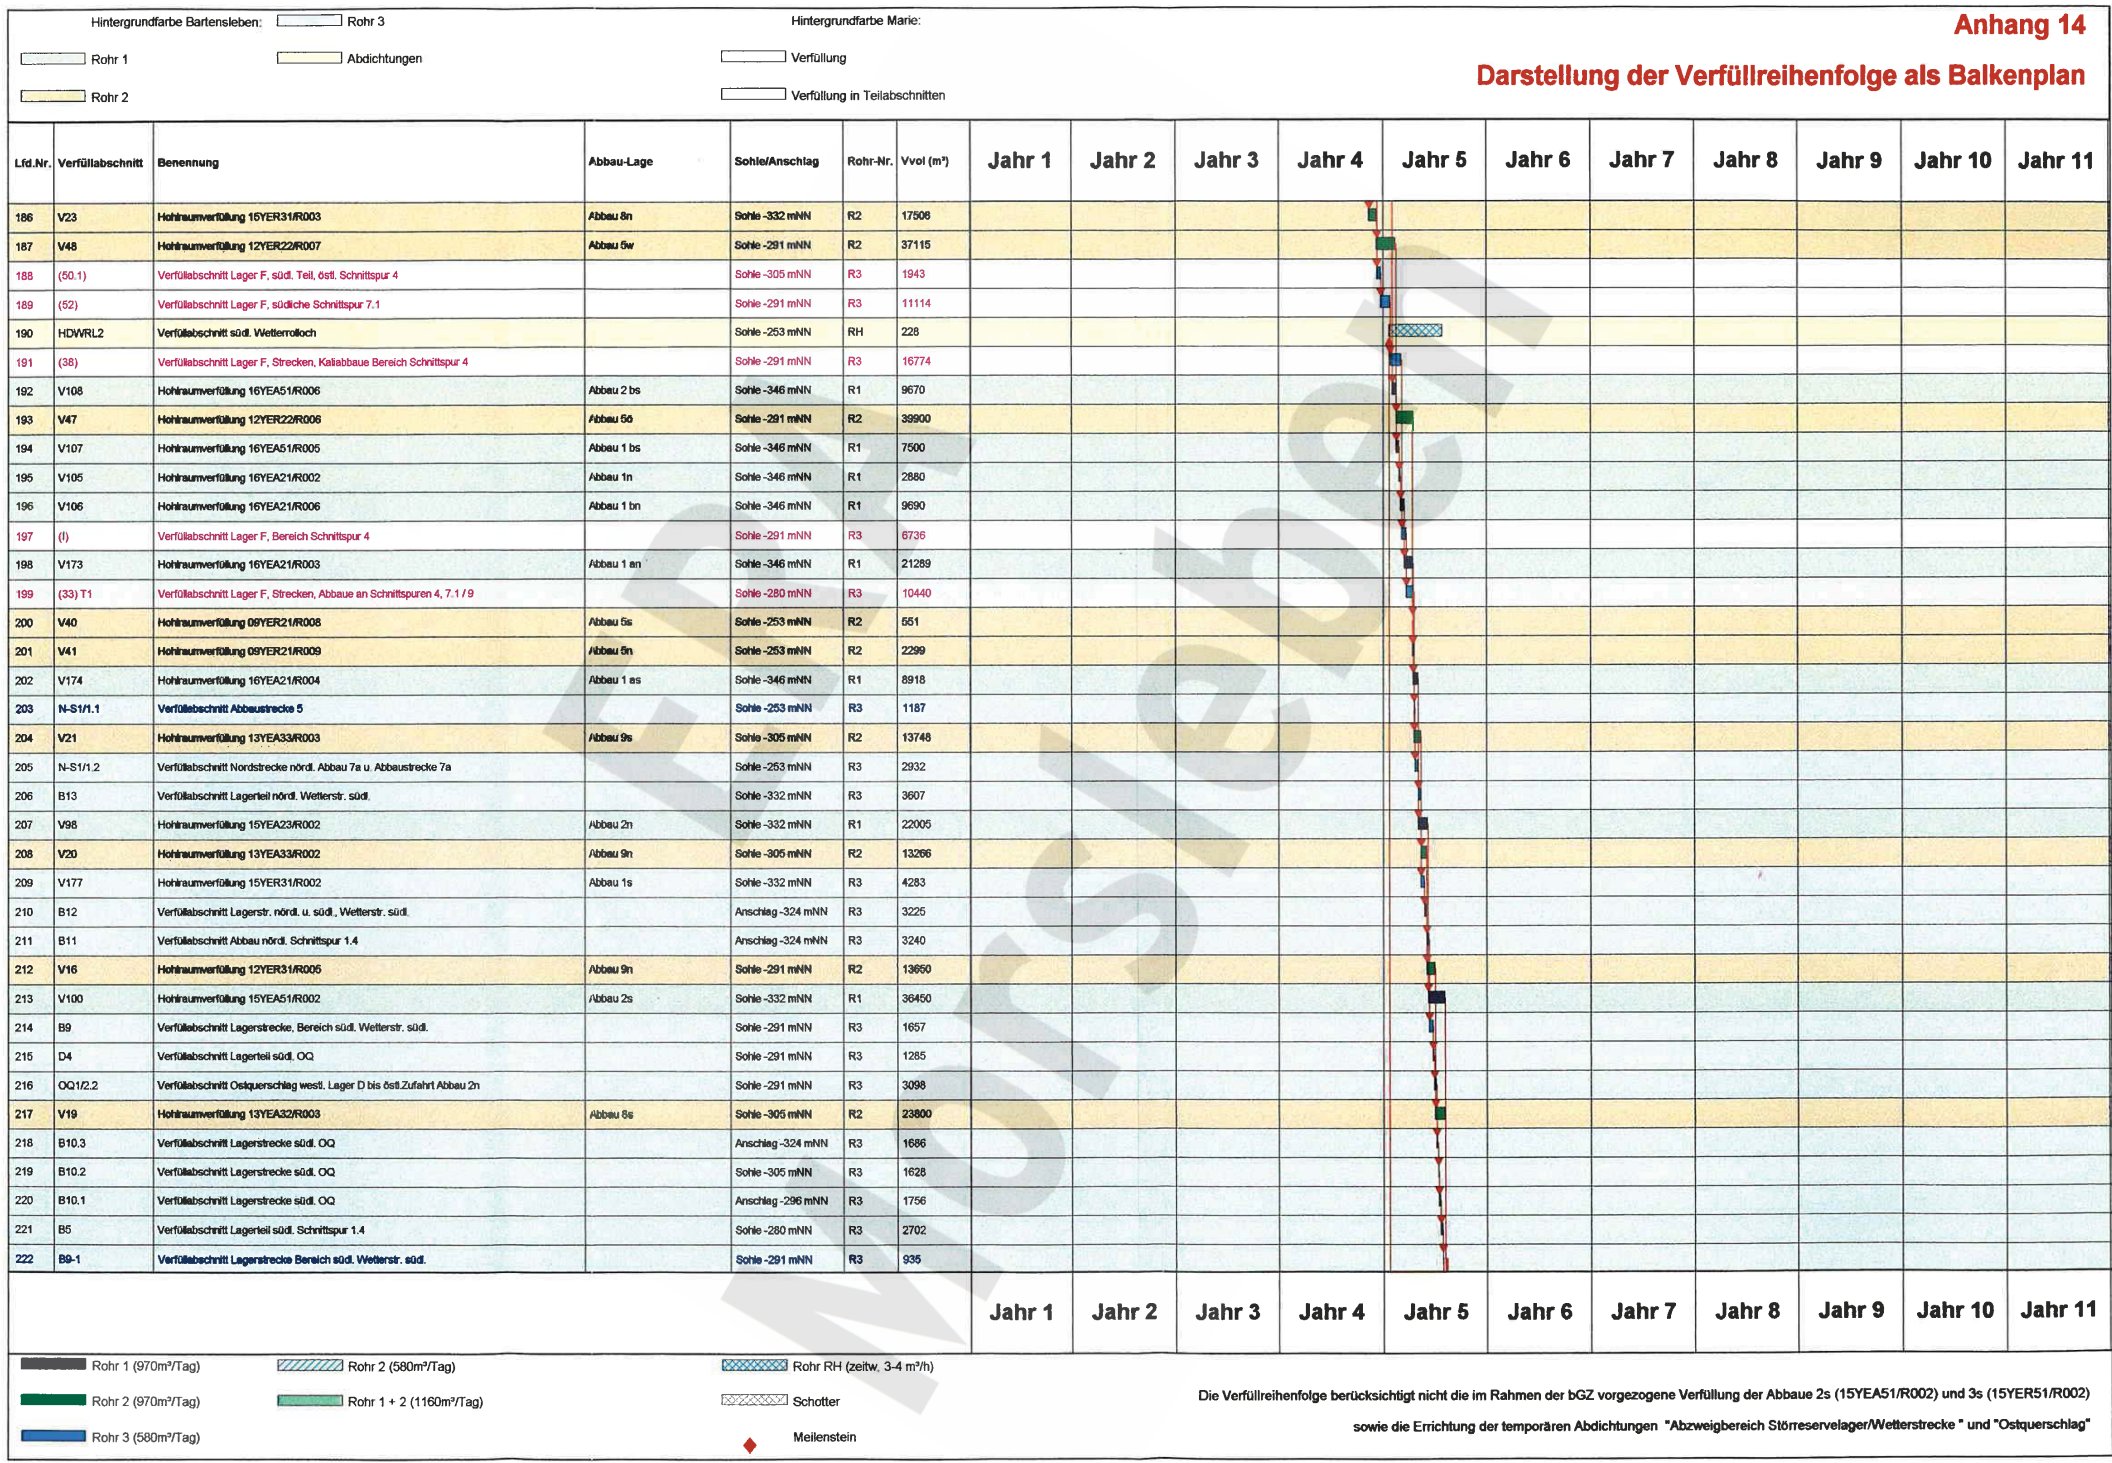 Hintergrundfarbe Bartensleben: Rohr 3 Hintergrundfarbe Marie: Anhang 14
Rohr 1 Abdichtungen Verfüllung
Darstellung der Verfüllreihenfolge als Balkenplan
Rohr 2 Verfüllung in Teilabschnitten
Lfd.Nr. Verfüllabschnitt Benennung Abbau-Lage Sohle/Anschlag Rohr-Nr. Vvol (m³) Jahr 1 Jahr 2 Jahr 3 Jahr 4 Jahr 5 Jahr 6 Jahr 7 Jahr 8 Jahr 9 Jahr 10 Jahr 11
186 V23 Hohlraumverfüllung 15YER31/R003 Abbau 8n Sohle -332 mNN R2 17508
187 V48 Hohlraumverfüllung 12YER22/R007 Abbau 5w Sohle -291 mNN R2 37115
188 (50.1) Verfüllabschnitt Lager F, südl. Teil, östl. Schnittspur 4 Sohle -305 mNN R3 1943
189 (52) Verfüllabschnitt Lager F, südliche Schnittspur 7.1 Sohle -291 mNN R3 11114
190 HDWRL2 Verfüllabschnitt südl. Wetterrolloch Sohle -253 mNN RH 228
191 (38) Verfüllabschnitt Lager F, Strecken, Kaliabbaue Bereich Schnittspur 4 Sohle -291 mNN R3 16774
192 V108 Hohlraumverfüllung 16YEA51/R006 Abbau 2 bs Sohle -346 mNN R1 9670
193 V47 Hohlraumverfüllung 12YER22/R006 Abbau 5ö Sohle -291 mNN R2 39900
194 V107 Hohlraumverfüllung 16YEA51/R005 Abbau 1 bs Sohle -346 mNN R1 7500
195 V105 Hohlraumverfüllung 16YEA21/R002 Abbau 1n Sohle -346 mNN R1 2880
196 V106 Hohlraumverfüllung 16YEA21/R006 Abbau 1 bn Sohle -346 mNN R1 9690
197 (I) Verfüllabschnitt Lager F, Bereich Schnittspur 4 Sohle -291 mNN R3 6736
198 V173 Hohlraumverfüllung 16YEA21/R003 Abbau 1 an Sohle -346 mNN R1 21289
199 (33) T1 Verfüllabschnitt Lager F, Strecken, Abbaue an Schnittspuren 4, 7.1 / 9 Sohle -280 mNN R3 10440
200 V40 Hohlraumverfüllung 09YER21/R008 Abbau 5s Sohle -253 mNN R2 551
201 V41 Hohlraumverfüllung 09YER21/R009 Abbau 5n Sohle -253 mNN R2 2299
202 V174 Hohlraumverfüllung 16YEA21/R004 Abbau 1 as Sohle -346 mNN R1 8918
203 N-S1/1.1 Verfüllabschnitt Abbaustrecke 5 Sohle -253 mNN R3 1187
204 V21 Hohlraumverfüllung 13YEA33/R003 Abbau 9s Sohle -305 mNN R2 13748
205 N-S1/1.2 Verfüllabschnitt Nordstrecke nördl. Abbau 7a u. Abbaustrecke 7a Sohle -253 mNN R3 2932
206 B13 Verfüllabschnitt Lagerteil nördl. Wetterstr. südl. Sohle -332 mNN R3 3607
207 V98 Hohlraumverfüllung 15YEA23/R002 Abbau 2n Sohle -332 mNN R1 22005
208 V20 Hohlraumverfüllung 13YEA33/R002 Abbau 9n Sohle -305 mNN R2 13266
209 V177 Hohlraumverfüllung 15YER31/R002 Abbau 1s Sohle -332 mNN R3 4283
210 B12 Verfüllabschnitt Lagerstr. nördl. u. südl., Wetterstr. südl. Anschlag -324 mNN R3 3225
211 B11 Verfüllabschnitt Abbau nördl. Schnittspur 1.4 Anschlag -324 mNN R3 3240
212 V16 Hohlraumverfüllung 12YER31/R005 Abbau 9n Sohle -291 mNN R2 13650
213 V100 Hohlraumverfüllung 15YEA51/R002 Abbau 2s Sohle -332 mNN R1 36450
214 B9 Verfüllabschnitt Lagerstrecke, Bereich südl. Wetterstr. südl. Sohle -291 mNN R3 1657
215 D4 Verfüllabschnitt Lagerteil südl. OQ Sohle -291 mNN R3 1285
216 OQ1/2.2 Verfüllabschnitt Ostquerschlag westl. Lager D bis östl.Zufahrt Abbau 2n Sohle -291 mNN R3 3098
217 V19 Hohlraumverfüllung 13YEA32/R003 Abbau 8s Sohle -305 mNN R2 23800
218 B10.3 Verfüllabschnitt Lagerstrecke südl. OQ Anschlag -324 mNN R3 1686
219 B10.2 Verfüllabschnitt Lagerstrecke südl. OQ Sohle -305 mNN R3 1628
220 B10.1 Verfüllabschnitt Lagerstrecke südl. OQ Anschlag -296 mNN R3 1756
221 B5 Verfüllabschnitt Lagerteil südl. Schnittspur 1.4 Sohle -280 mNN R3 2702
222 B9-1 Verfüllabschnitt Lagerstrecke Bereich südl. Wetterstr. südl. Sohle -291 mNN R3 935
Jahr 1 Jahr 2 Jahr 3 Jahr 4 Jahr 5 Jahr 6 Jahr 7 Jahr 8 Jahr 9 Jahr 10 Jahr 11
Rohr 1 (970m³/Tag) Rohr 2 (580m³/Tag) Rohr RH (zeitw. 3-4 m³/h)
Die Verfüllreihenfolge berücksichtigt nicht die im Rahmen der bGZ vorgezogene Verfüllung der Abbaue 2s (15YEA51/R002) und 3s (15YER51/R002)
Rohr 2 (970m³/Tag) Rohr 1 + 2 (1160m³/Tag) Schotter
sowie die Errichtung der temporären Abdichtungen "Abzweigbereich Störreservelager/Wetterstrecke " und "Ostquerschlag"
Rohr 3 (580m³/Tag) Meilenstein
ERA
Morsleben